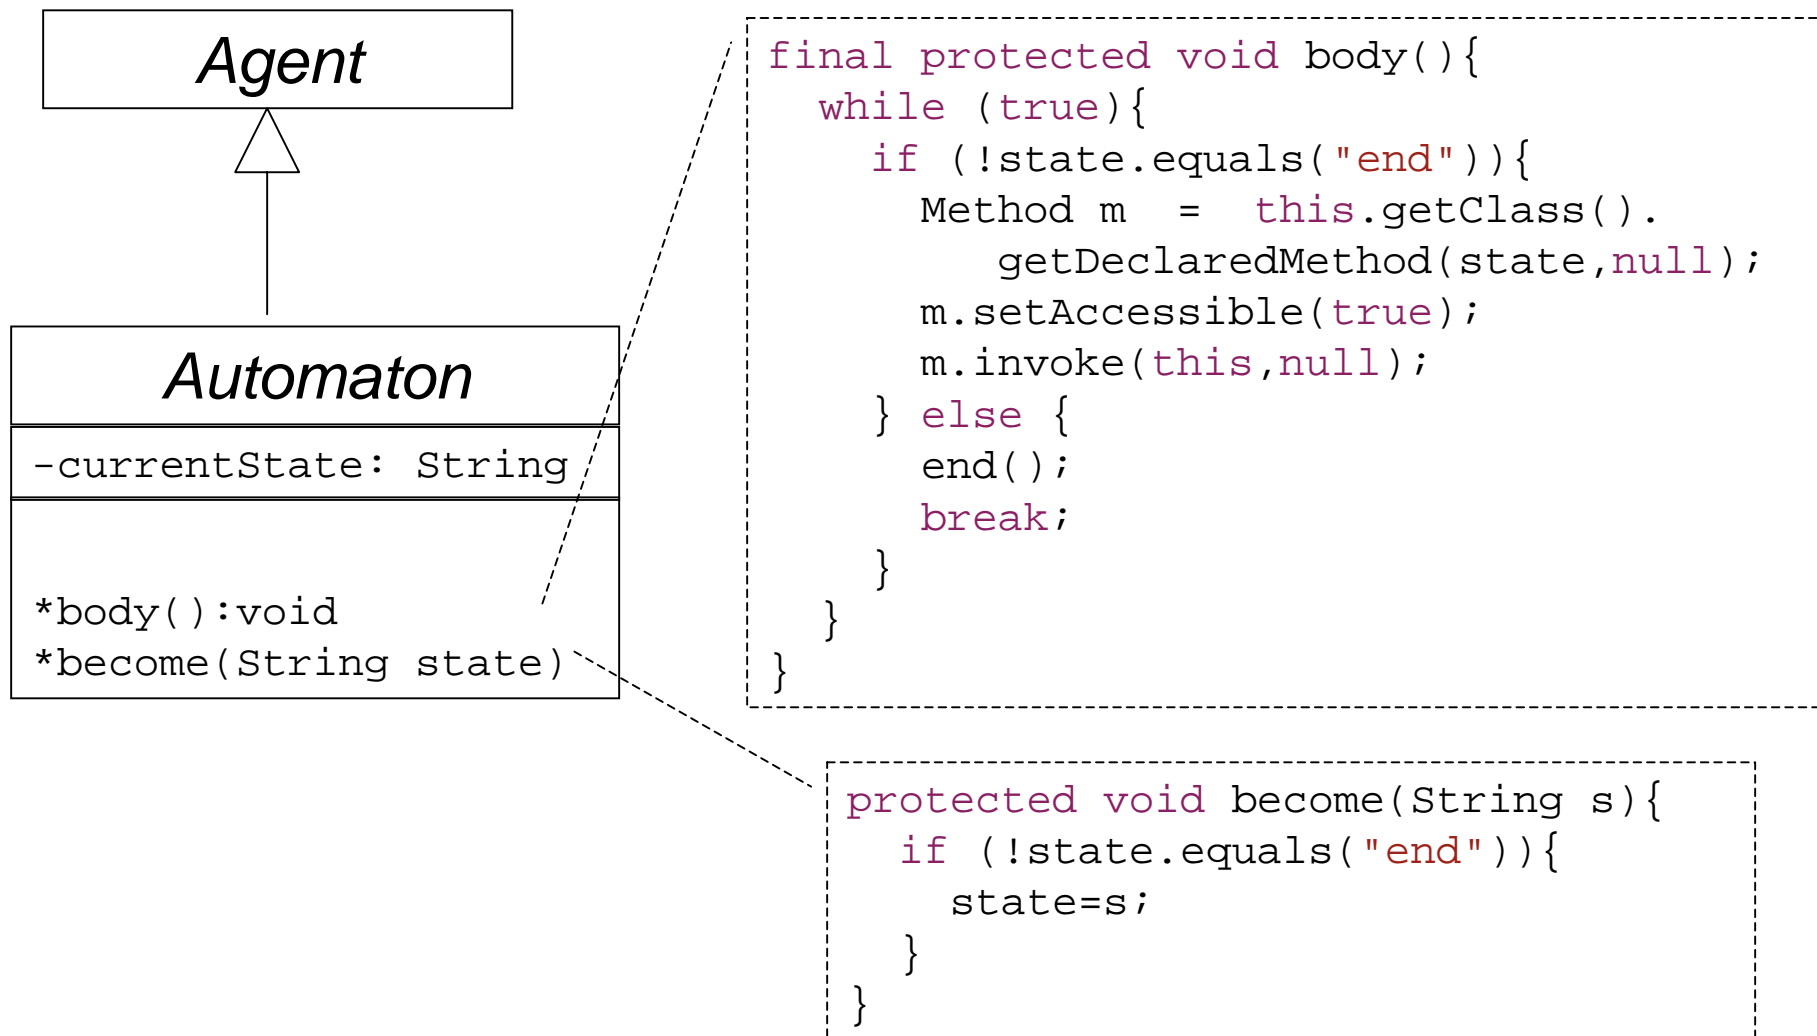 Agent
Automaton
-currentState: String
*body():void
*become(String state)
final protected void body(){
while (true){
if (!state.equals("end")){
Method m = this.getClass().
getDeclaredMethod(state,null);
m.setAccessible(true);
m.invoke(this,null);
} else {
end();
break;
}
}
}
protected void become(String s){
if (!state.equals("end")){
state=s;
}
}